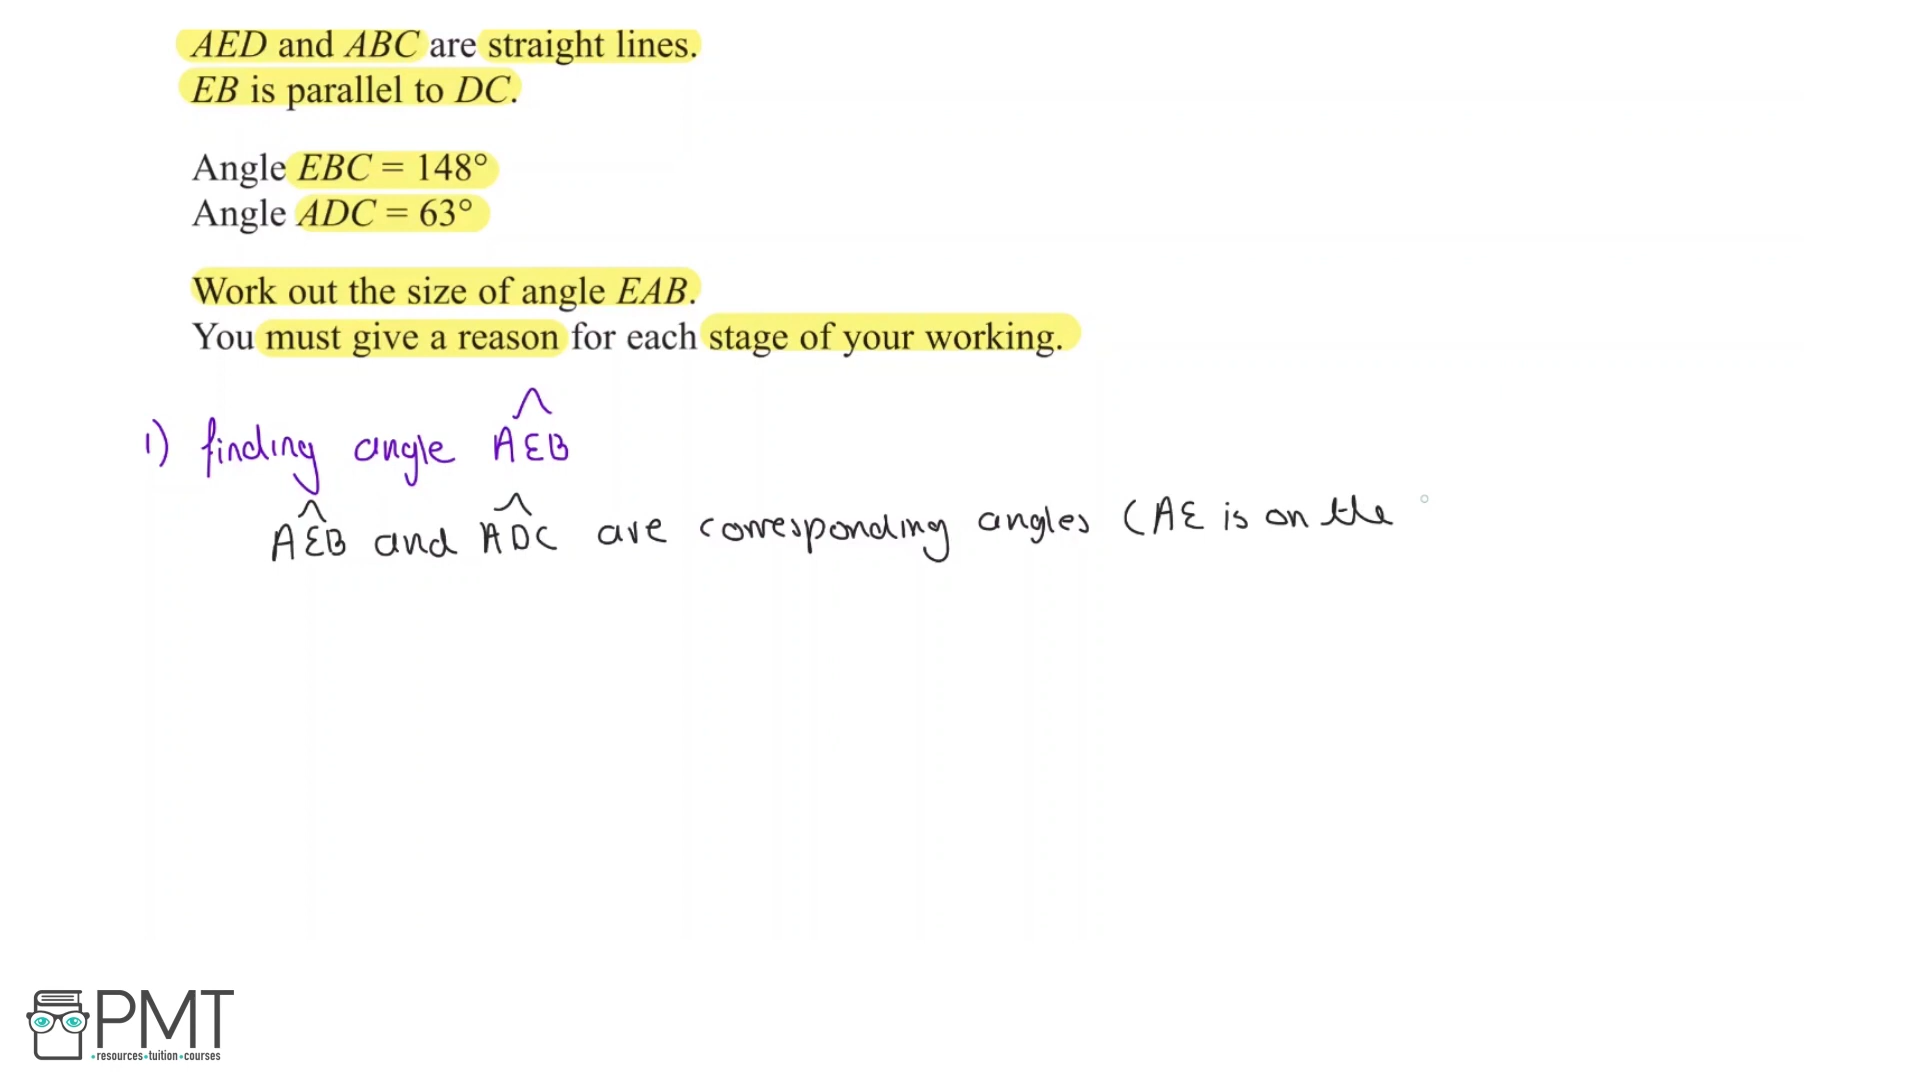 AED and ABC are straight lines.
EB is parallel to DC.
Angle EBC = 148°
Angle ADC = 63°
Work out the size of angle EAB.
You must give a reason for each stage of your working.
1) finding angle AÊB
AÊB and AD̂C are corresponding angles (AE is on the
PMT
•resources•tuition•courses